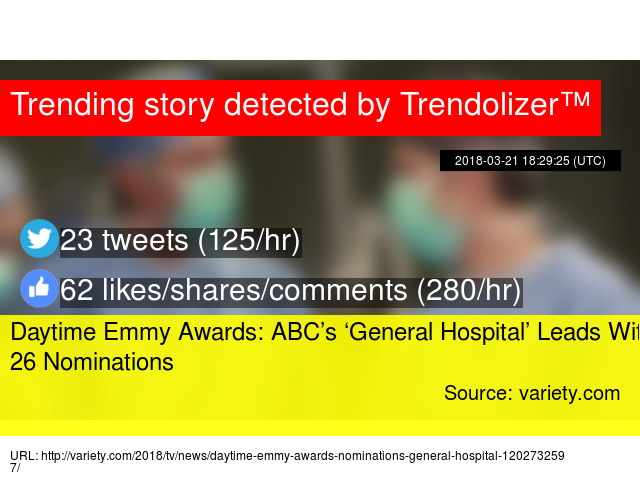 Trending story detected by Trendolizer™
2018-03-21 18:29:25 (UTC)
23 tweets (125/hr)
62 likes/shares/comments (280/hr)
Daytime Emmy Awards: ABC’s ‘General Hospital’ Leads Wit
26 Nominations
Source: variety.com
URL: http://variety.com/2018/tv/news/daytime-emmy-awards-nominations-general-hospital-120273259
7/